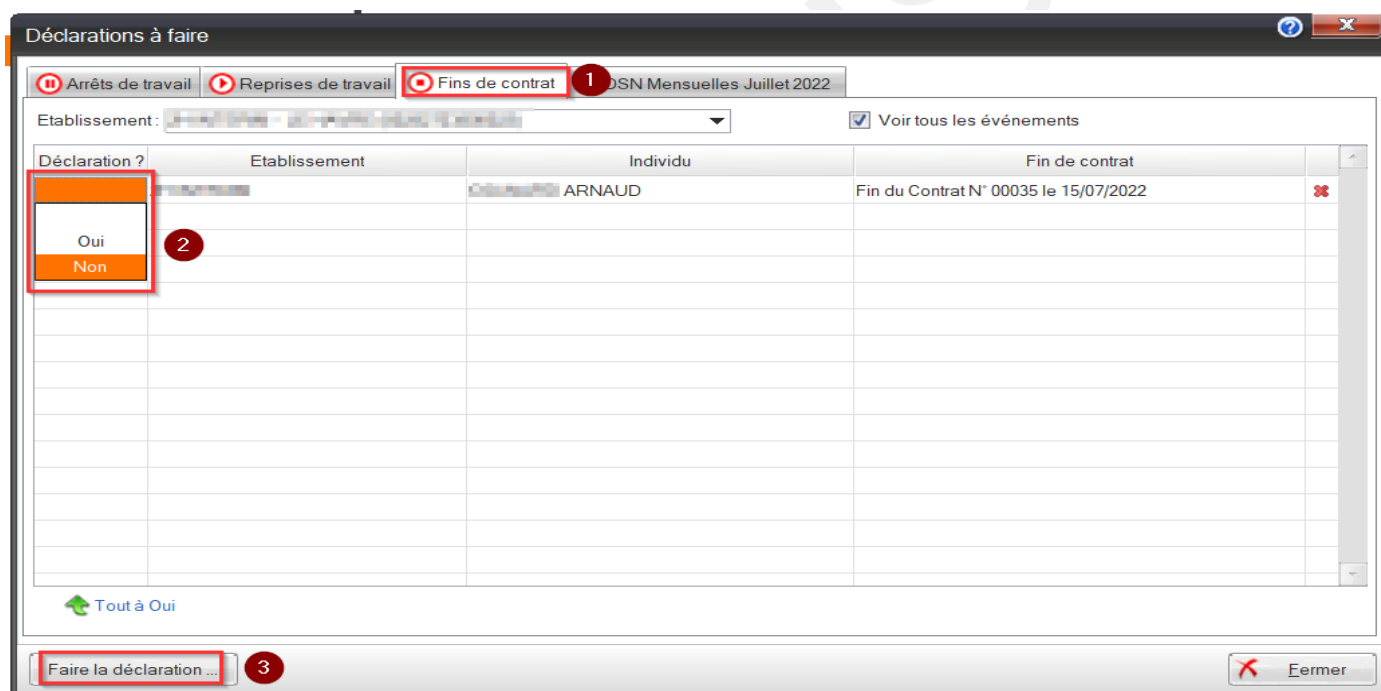 Déclarations à faire
Arrêts de travail Reprises de travail Fins de contrat 1 DSN Mensuelles Juillet 2022
Etablissement : Voir tous les événements
Déclaration ? Etablissement Individu Fin de contrat
ARNAUD Fin du Contrat N° 00035 le 15/07/2022
Oui
2
Non
Tout à Oui
Faire la déclaration ... 3 Fermer